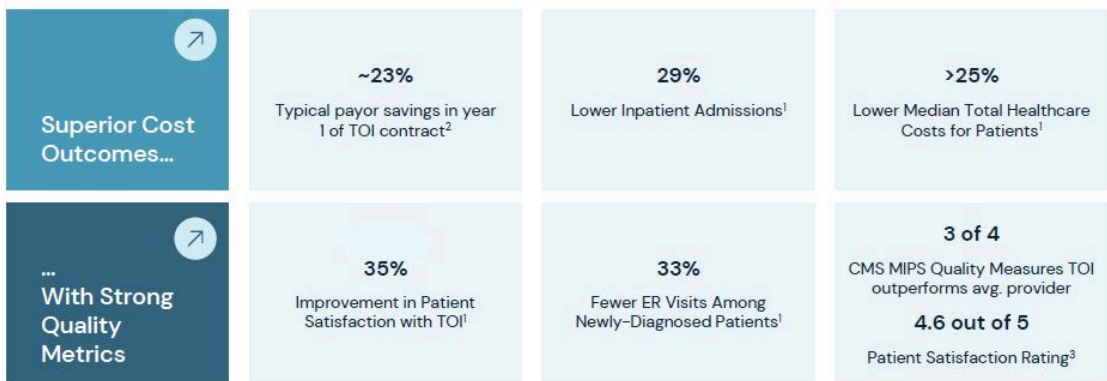 Superior Cost
Outcomes...
~23%
Typical payor savings in year
1 of TOI contract²
29%
Lower Inpatient Admissions¹
>25%
Lower Median Total Healthcare
Costs for Patients¹
...
With Strong
Quality
Metrics
35%
Improvement in Patient
Satisfaction with TOI¹
33%
Fewer ER Visits Among
Newly-Diagnosed Patients¹
3 of 4
CMS MIPS Quality Measures TOI
outperforms avg. provider
4.6 out of 5
Patient Satisfaction Rating³